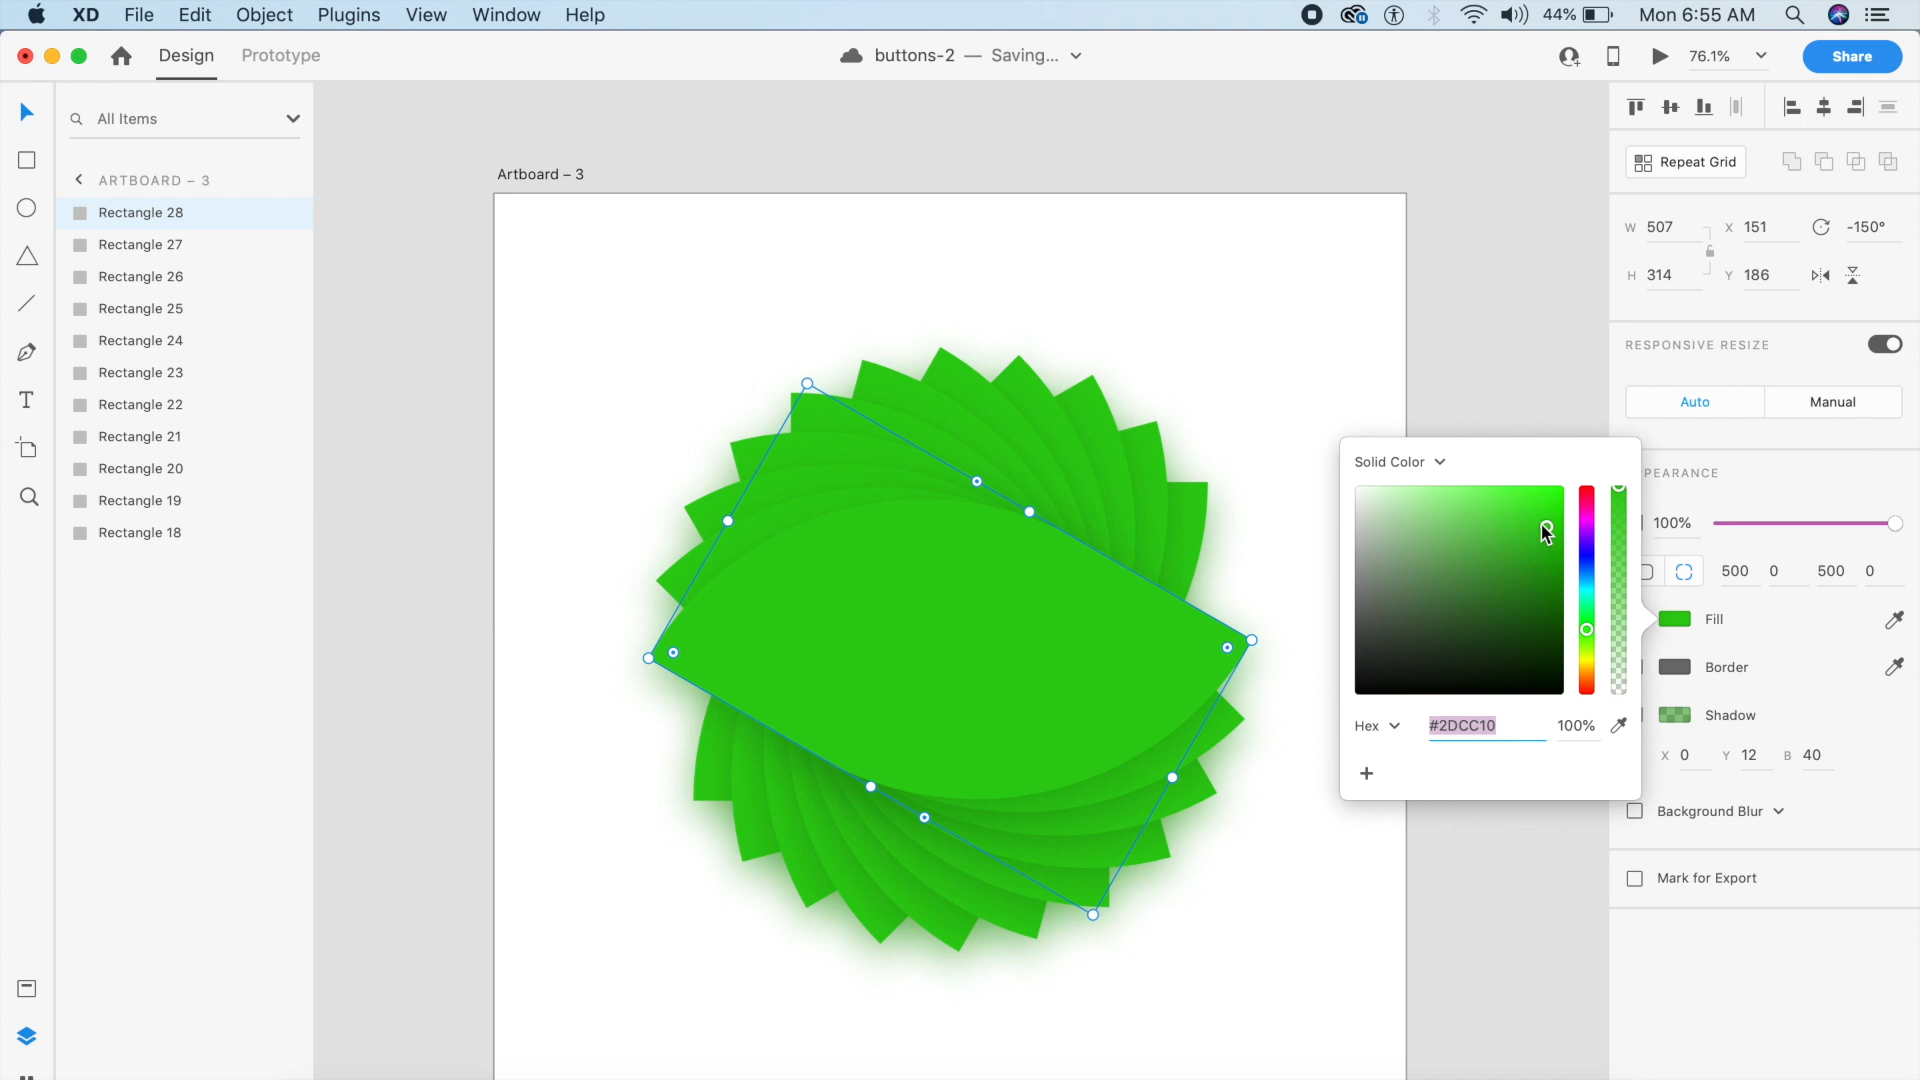 XD File Edit Object Plugins View Window Help 44% Mon 6:55 AM
Design Prototype buttons-2 — Saving... 76.1% Share
All Items
ARTBOARD – 3
Rectangle 28
Rectangle 27
Rectangle 26
Rectangle 25
Rectangle 24
Rectangle 23
Rectangle 22
Rectangle 21
Rectangle 20
Rectangle 19
Rectangle 18
Artboard – 3
Repeat Grid
W 507 X 151 -150°
H 314 Y 186
RESPONSIVE RESIZE
Auto Manual
Solid Color
Hex #2DCC10 100%
+
PEARANCE
100%
500 0 500 0
Fill
Border
Shadow
X 0 Y 12 B 40
Background Blur
Mark for Export